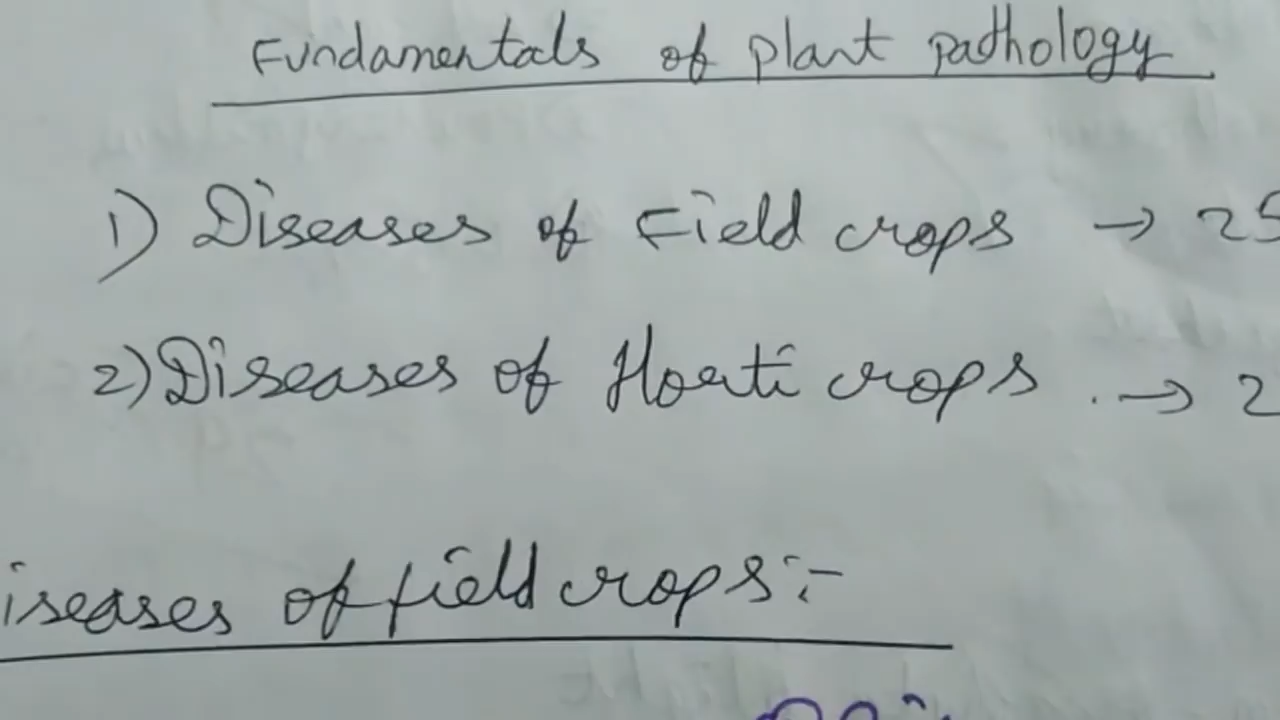 Fundamentals of plant pathology
1) Diseases of Field crops → 25
2) Diseases of Horti crops . → 2
iseases of field crops :-